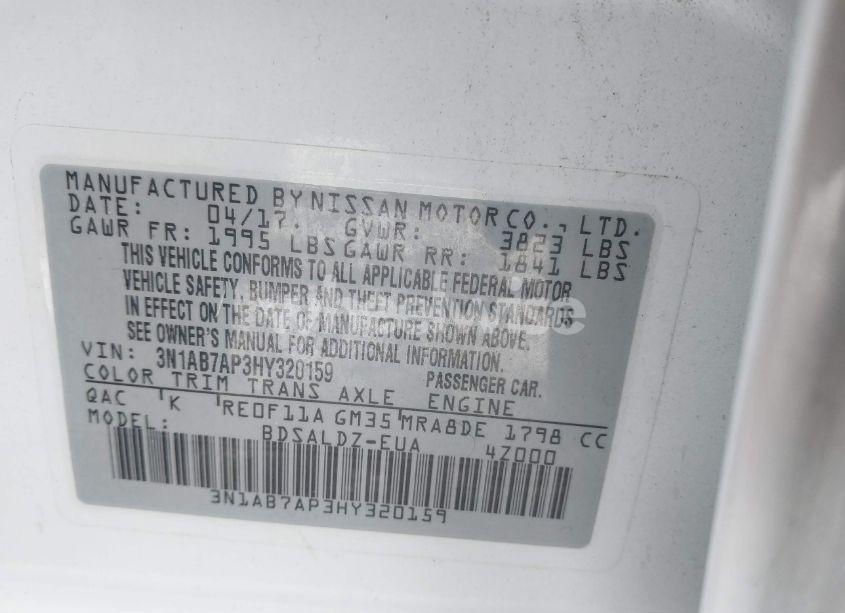 MANUFACTURED BY NISSAN MOTOR CO., LTD.
DATE: 04/17. GVWR: 3823 LBS
GAWR FR: 1995 LBS GAWR RR: 1841 LBS
THIS VEHICLE CONFORMS TO ALL APPLICABLE FEDERAL MOTOR
VEHICLE SAFETY, BUMPER AND THEFT PREVENTION STANDARDS
IN EFFECT ON THE DATE OF MANUFACTURE SHOWN ABOVE.
SEE OWNER'S MANUAL FOR ADDITIONAL INFORMATION.
VIN: 3N1AB7AP3HY320159 PASSENGER CAR.
COLOR TRIM TRANS AXLE ENGINE
QAC K RE0F11A GM35 MRA8DE 1798 CC
MODEL: BDSALDZ-EUA 4Z000
3N1AB7AP3HY320159